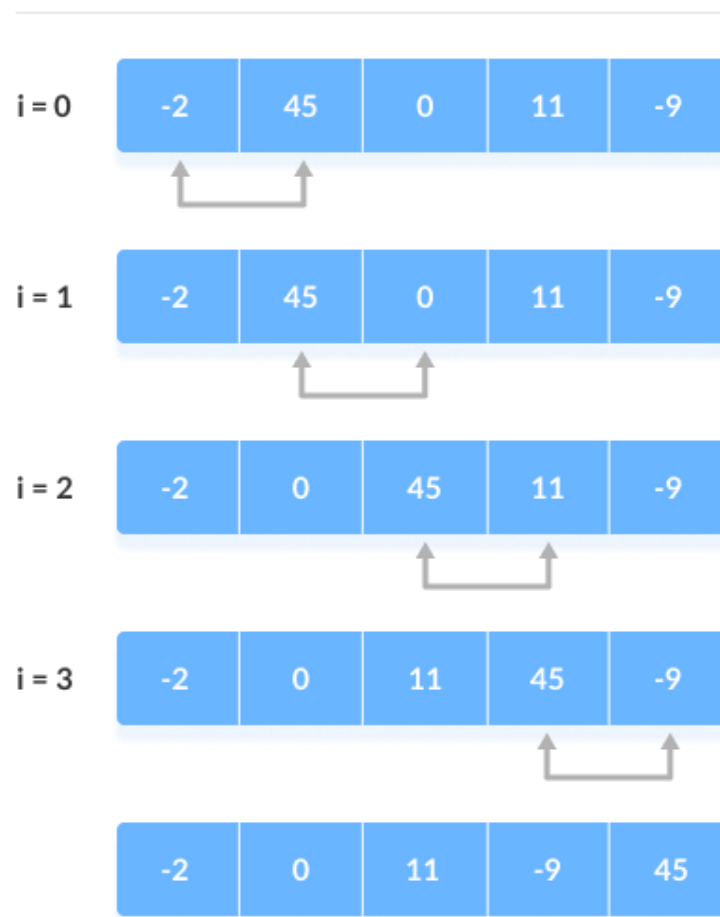 i = 0 -2 45 0 11 -9
i = 1 -2 45 0 11 -9
i = 2 -2 0 45 11 -9
i = 3 -2 0 11 45 -9
-2 0 11 -9 45